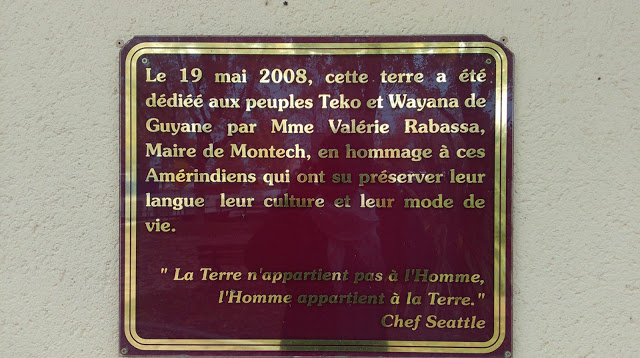 Le 19 mai 2008, cette terre a été
dédiéé aux peuples Teko et Wayana de
Guyane par Mme Valérie Rabassa,
Maire de Montech, en hommage à ces
Amérindiens qui ont su préserver leur
langue leur culture et leur mode de
vie.
" La Terre n'appartient pas à l'Homme,
l'Homme appartient à la Terre."
Chef Seattle